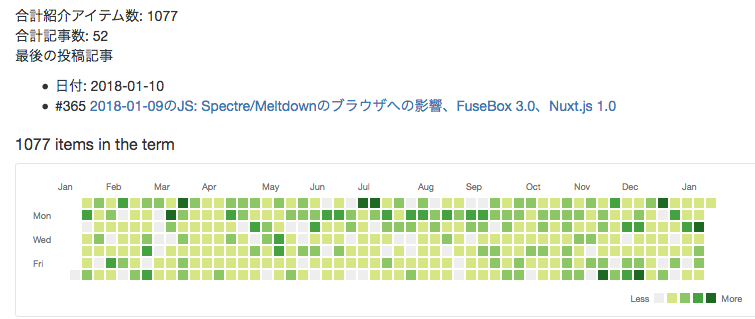 合計紹介アイテム数: 1077
合計記事数: 52
最後の投稿記事
• 日付: 2018-01-10
• #365 2018-01-09のJS: Spectre/Meltdownのブラウザへの影響、FuseBox 3.0、Nuxt.js 1.0
1077 items in the term
Jan Feb Mar Apr May Jun Jul Aug Sep Oct Nov Dec Jan
Mon
Wed
Fri
Less More